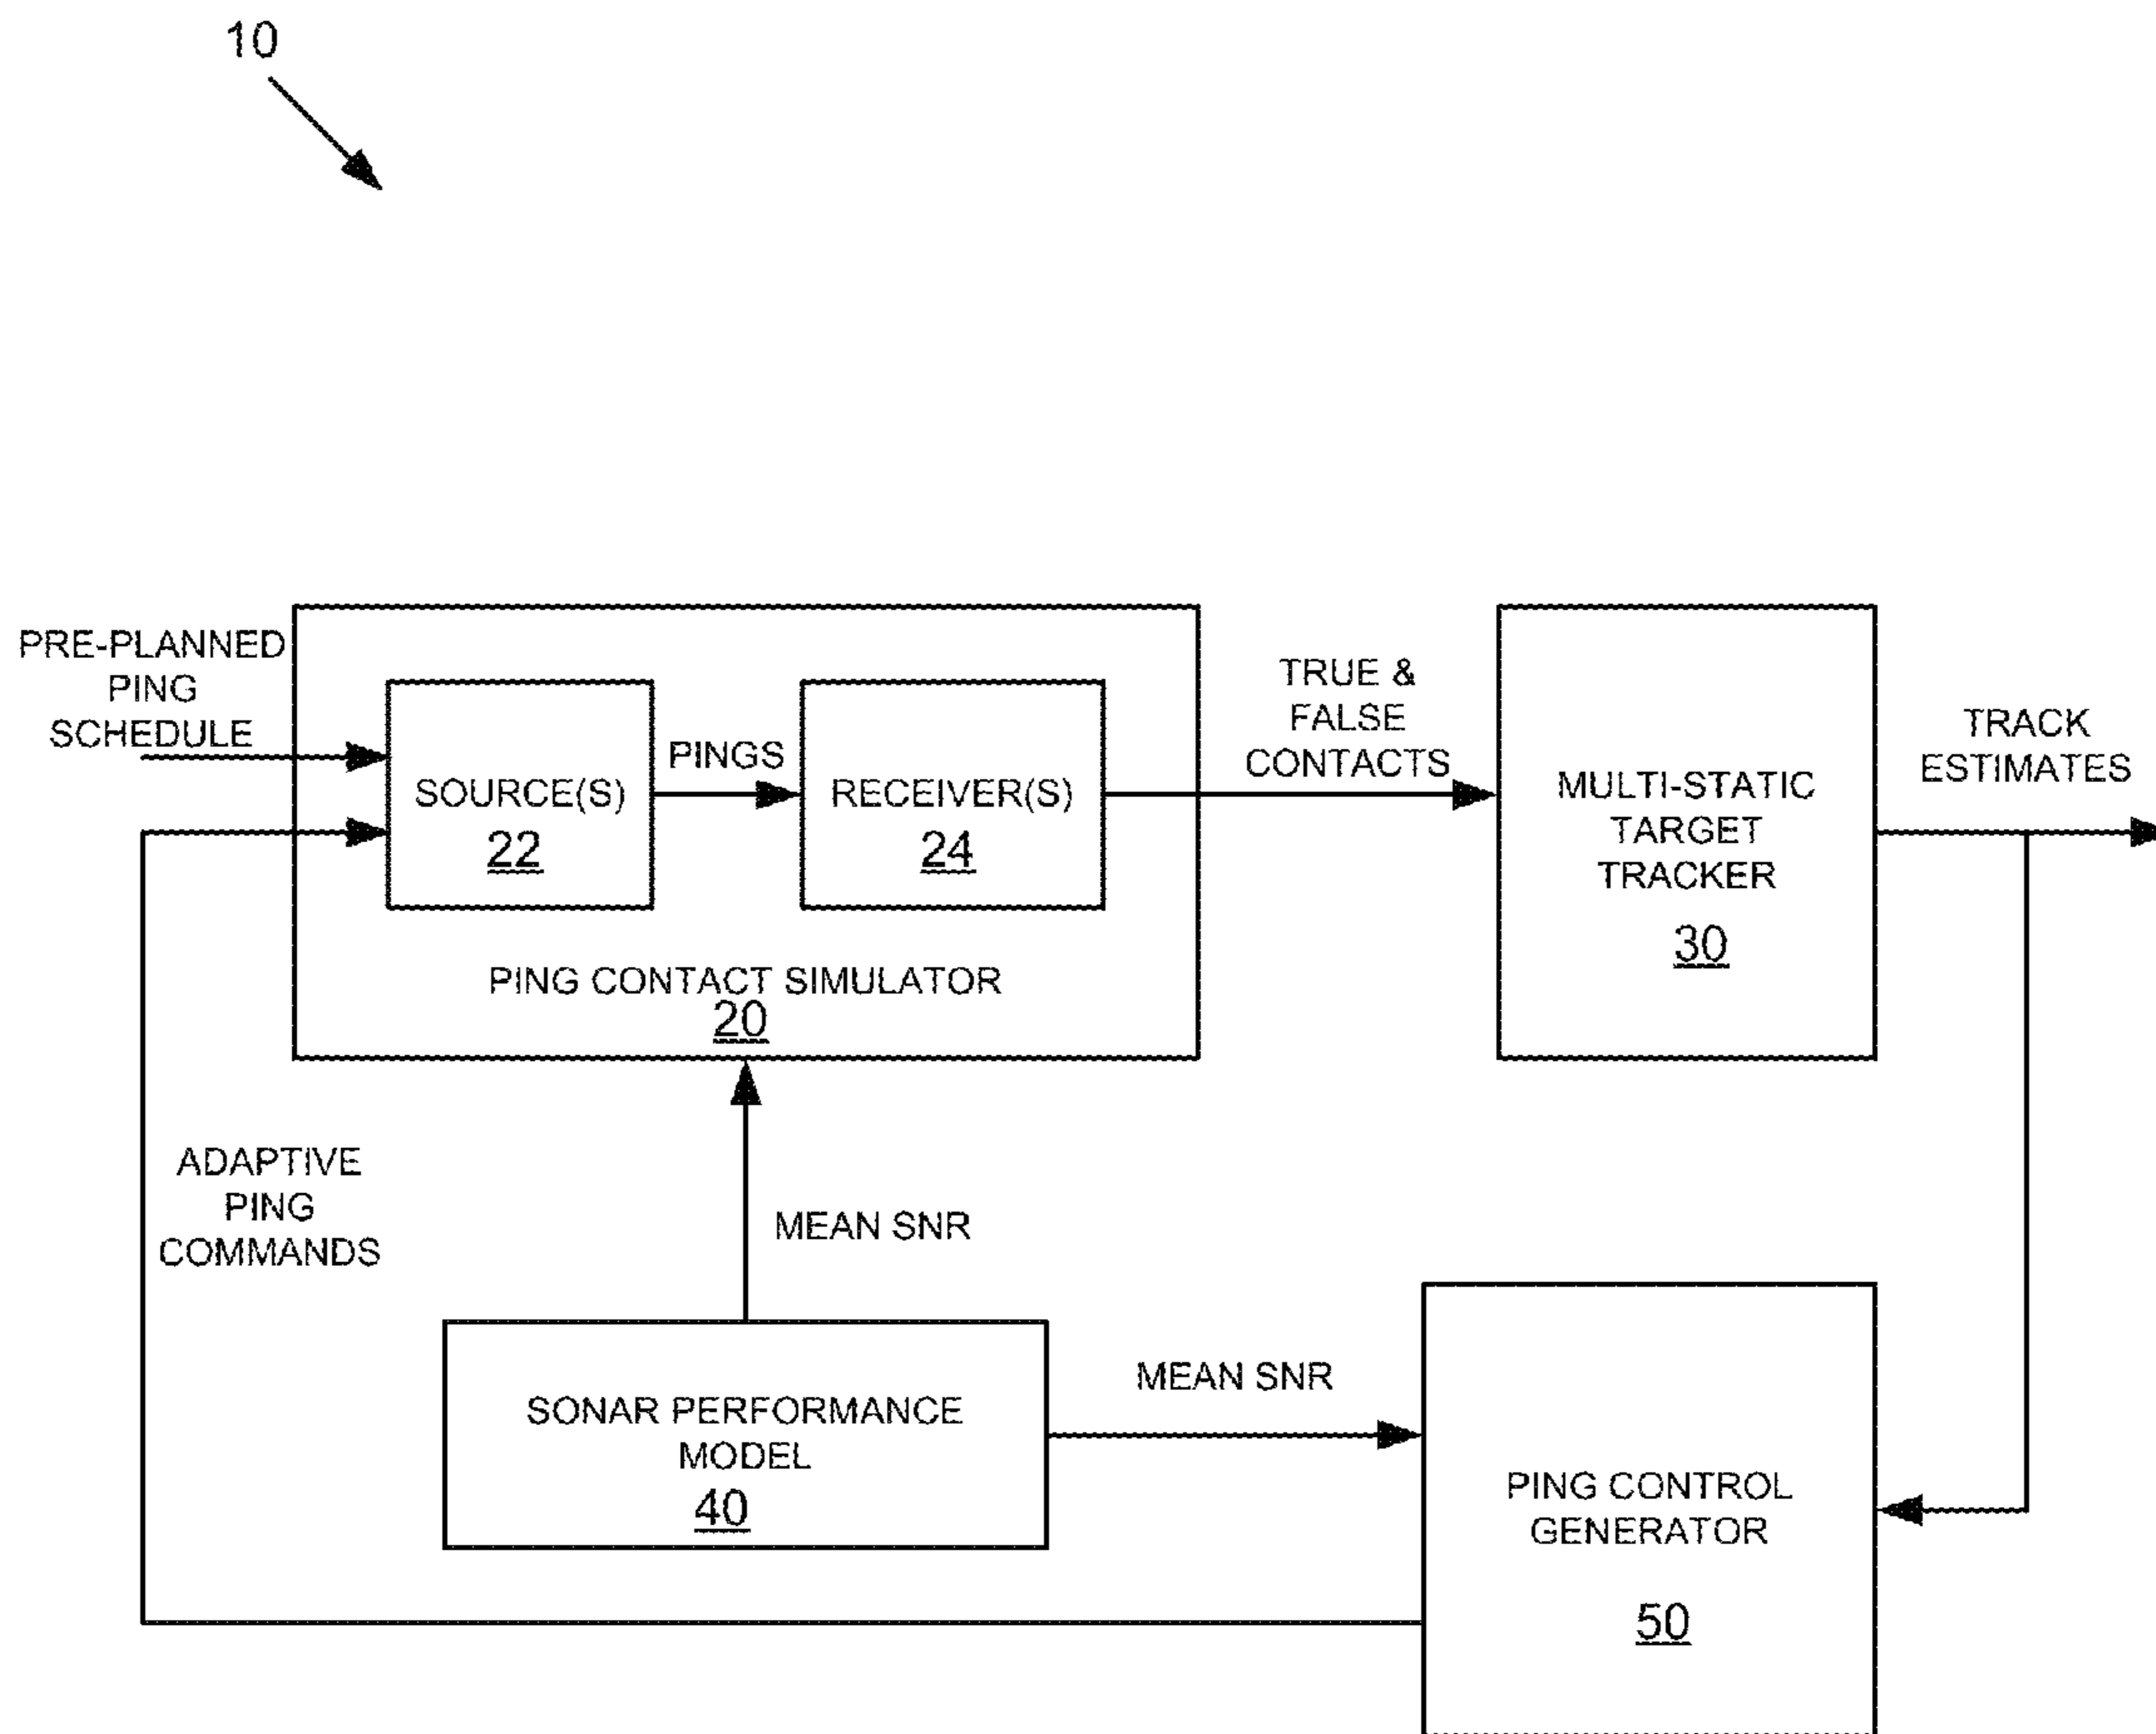 10
PRE-PLANNED
PING
SCHEDULE
SOURCE(S)
22
PINGS
RECEIVER(S)
24
PING CONTACT SIMULATOR
20
TRUE &
FALSE
CONTACTS
MULTI-STATIC
TARGET
TRACKER
30
TRACK
ESTIMATES
ADAPTIVE
PING
COMMANDS
MEAN SNR
SONAR PERFORMANCE
MODEL
40
MEAN SNR
PING CONTROL
GENERATOR
50